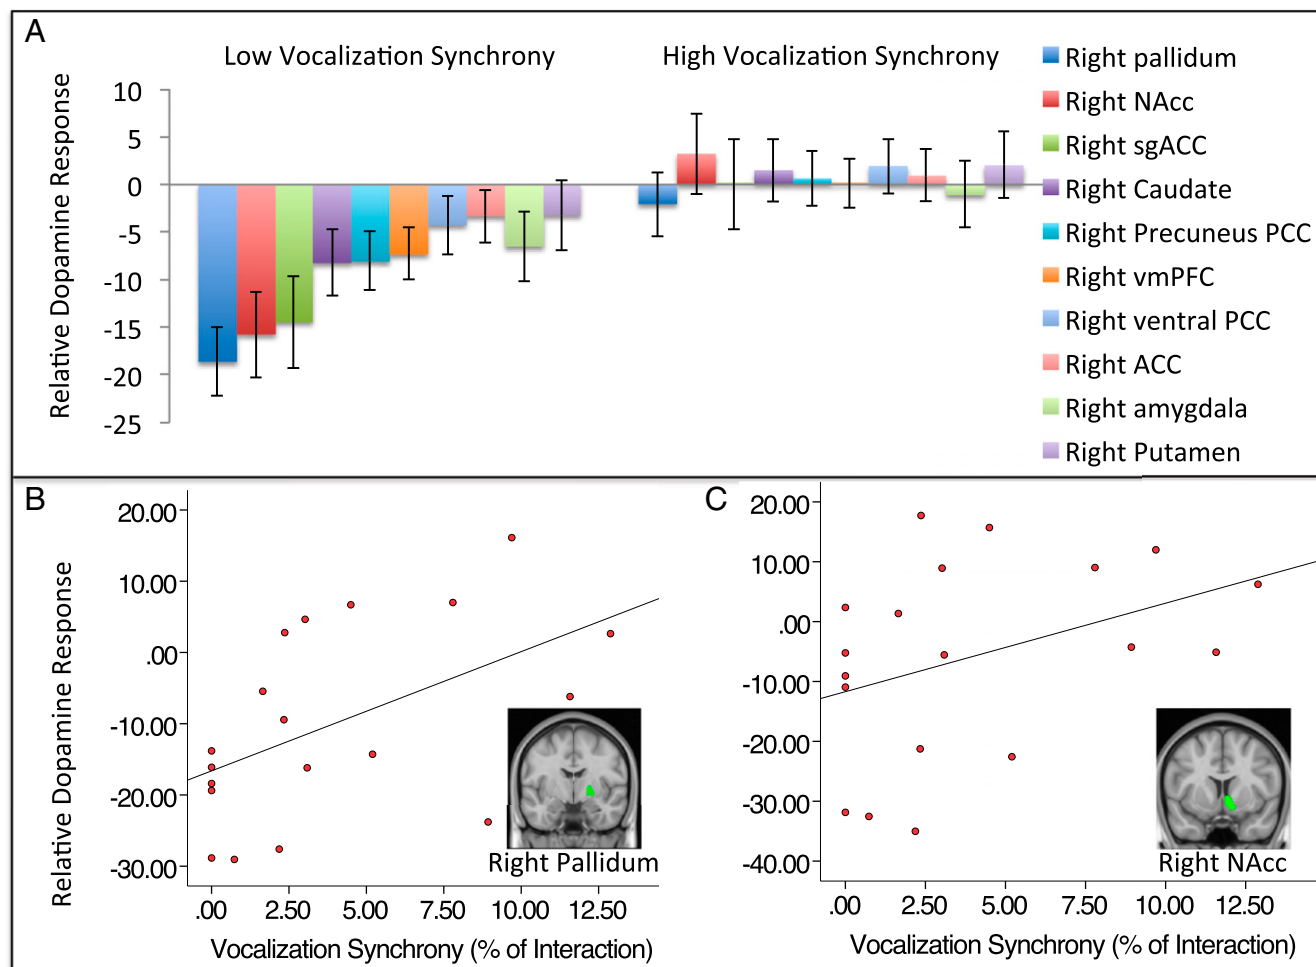 A
Low Vocalization Synchrony
High Vocalization Synchrony
Relative Dopamine Response
10
5
0
-5
-10
-15
-20
-25
Right pallidum
Right NAcc
Right sgACC
Right Caudate
Right Precuneus PCC
Right vmPFC
Right ventral PCC
Right ACC
Right amygdala
Right Putamen
B
Relative Dopamine Response
20.00
10.00
.00
-10.00
-20.00
-30.00
Right Pallidum
.00 2.50 5.00 7.50 10.00 12.50
Vocalization Synchrony (% of Interaction)
C
20.00
10.00
.00
-10.00
-20.00
-30.00
-40.00
Right NAcc
.00 2.50 5.00 7.50 10.00 12.50
Vocalization Synchrony (% of Interaction)